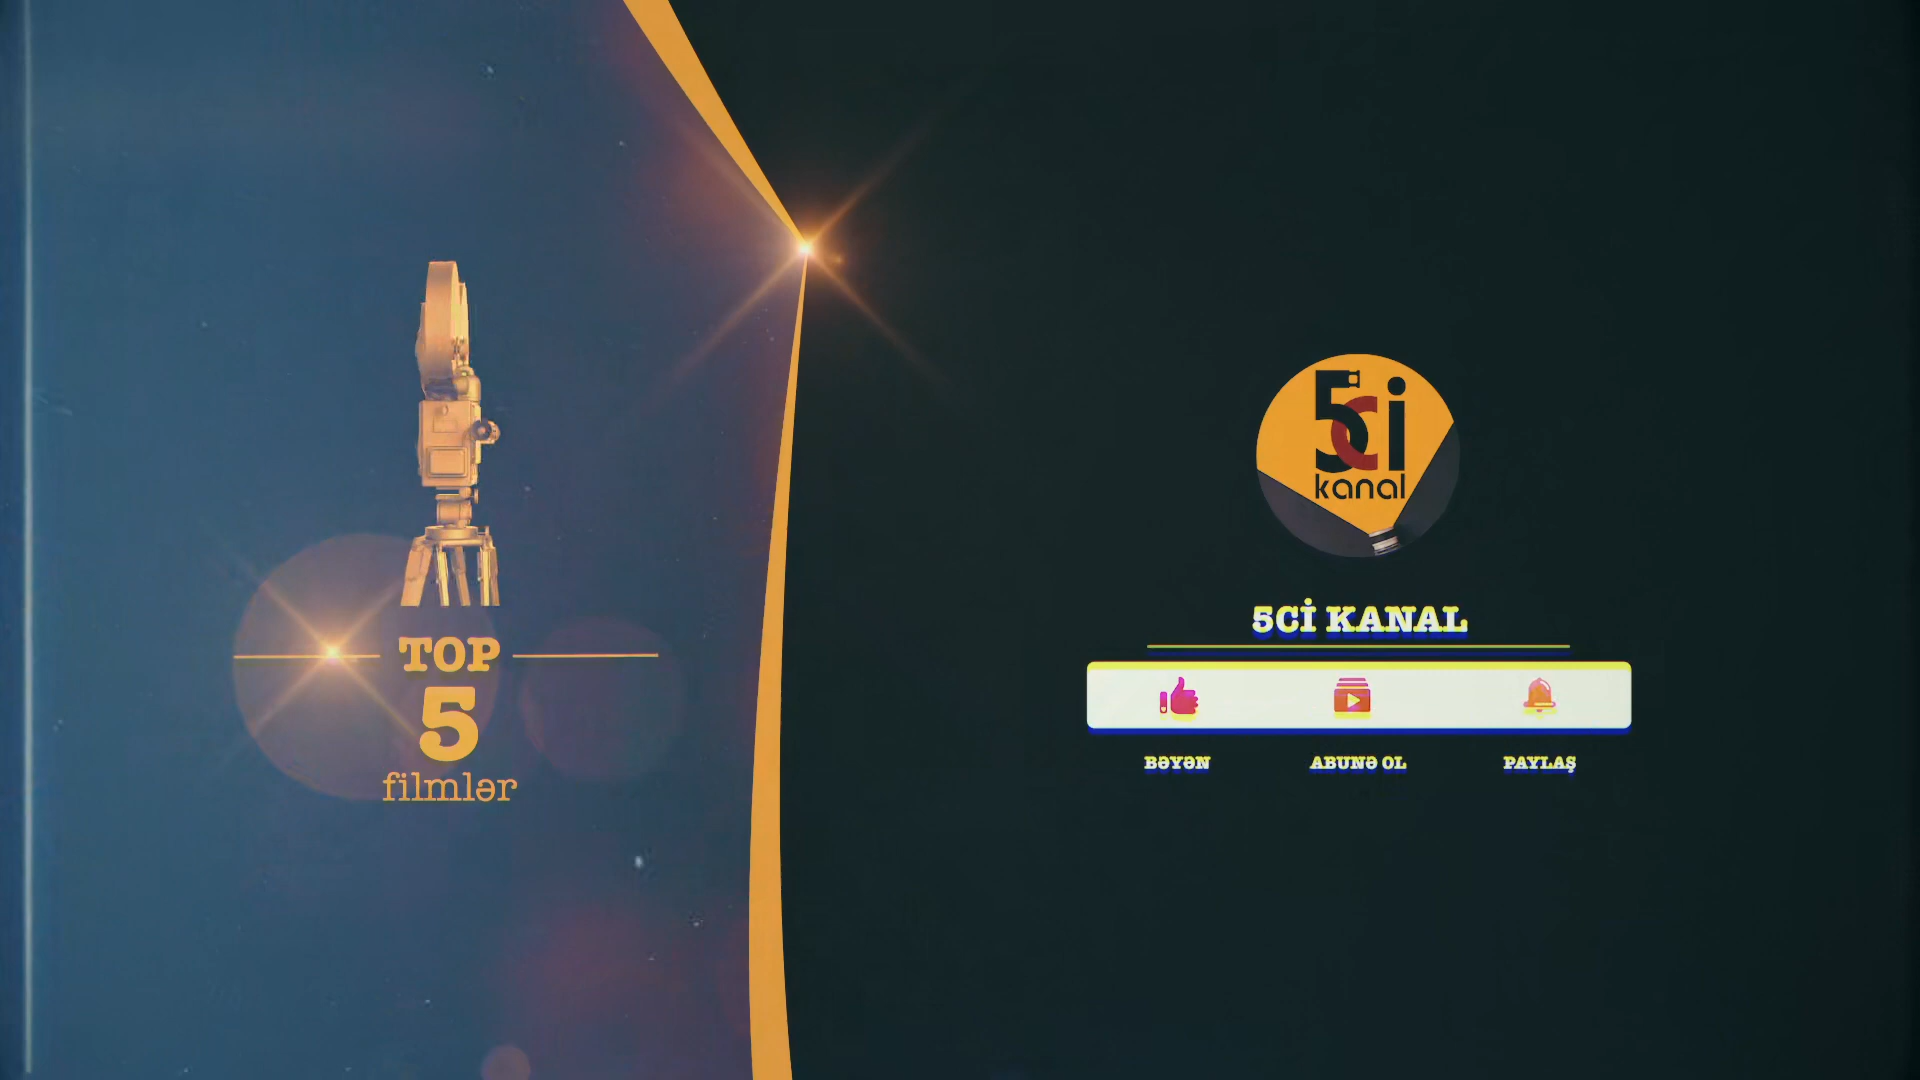 TOP
5
filmlər
5ci
kanal
5Cİ KANAL
BƏYƏN
ABUNƏ OL
PAYLAŞ